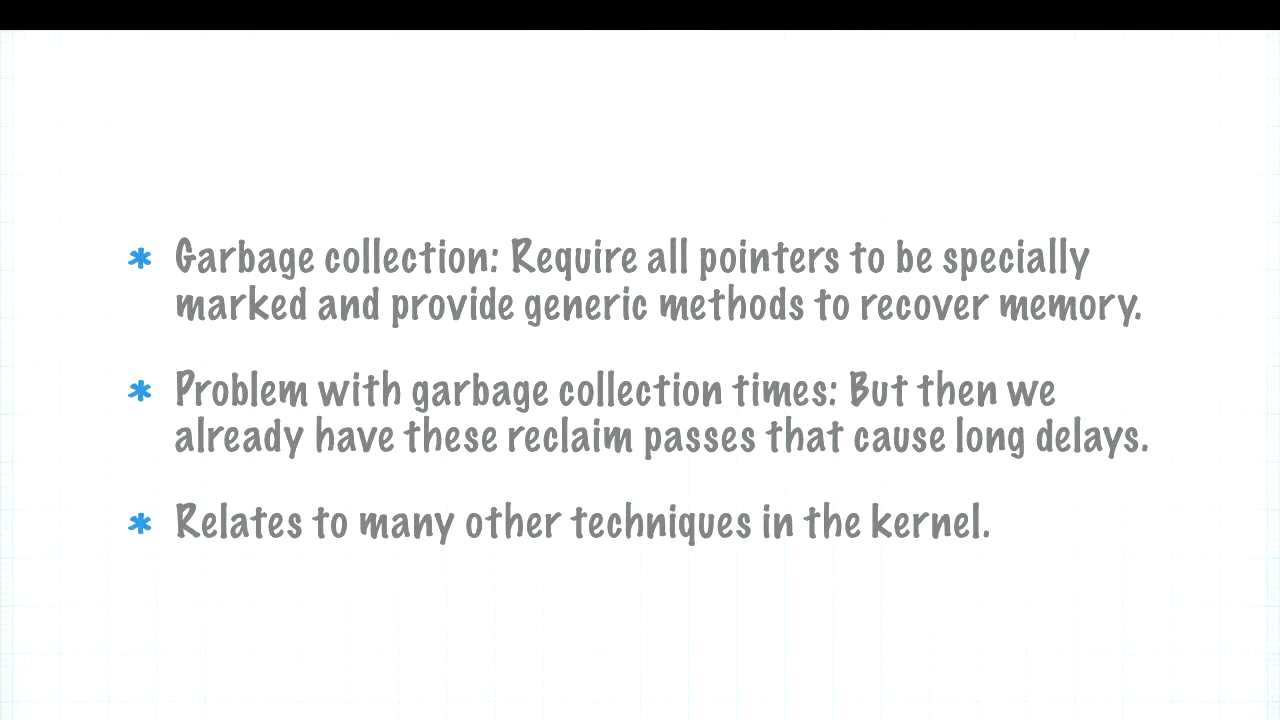 * Garbage collection: Require all pointers to be specially
marked and provide generic methods to recover memory.
* Problem with garbage collection times: But then we
already have these reclaim passes that cause long delays.
* Relates to many other techniques in the kernel.